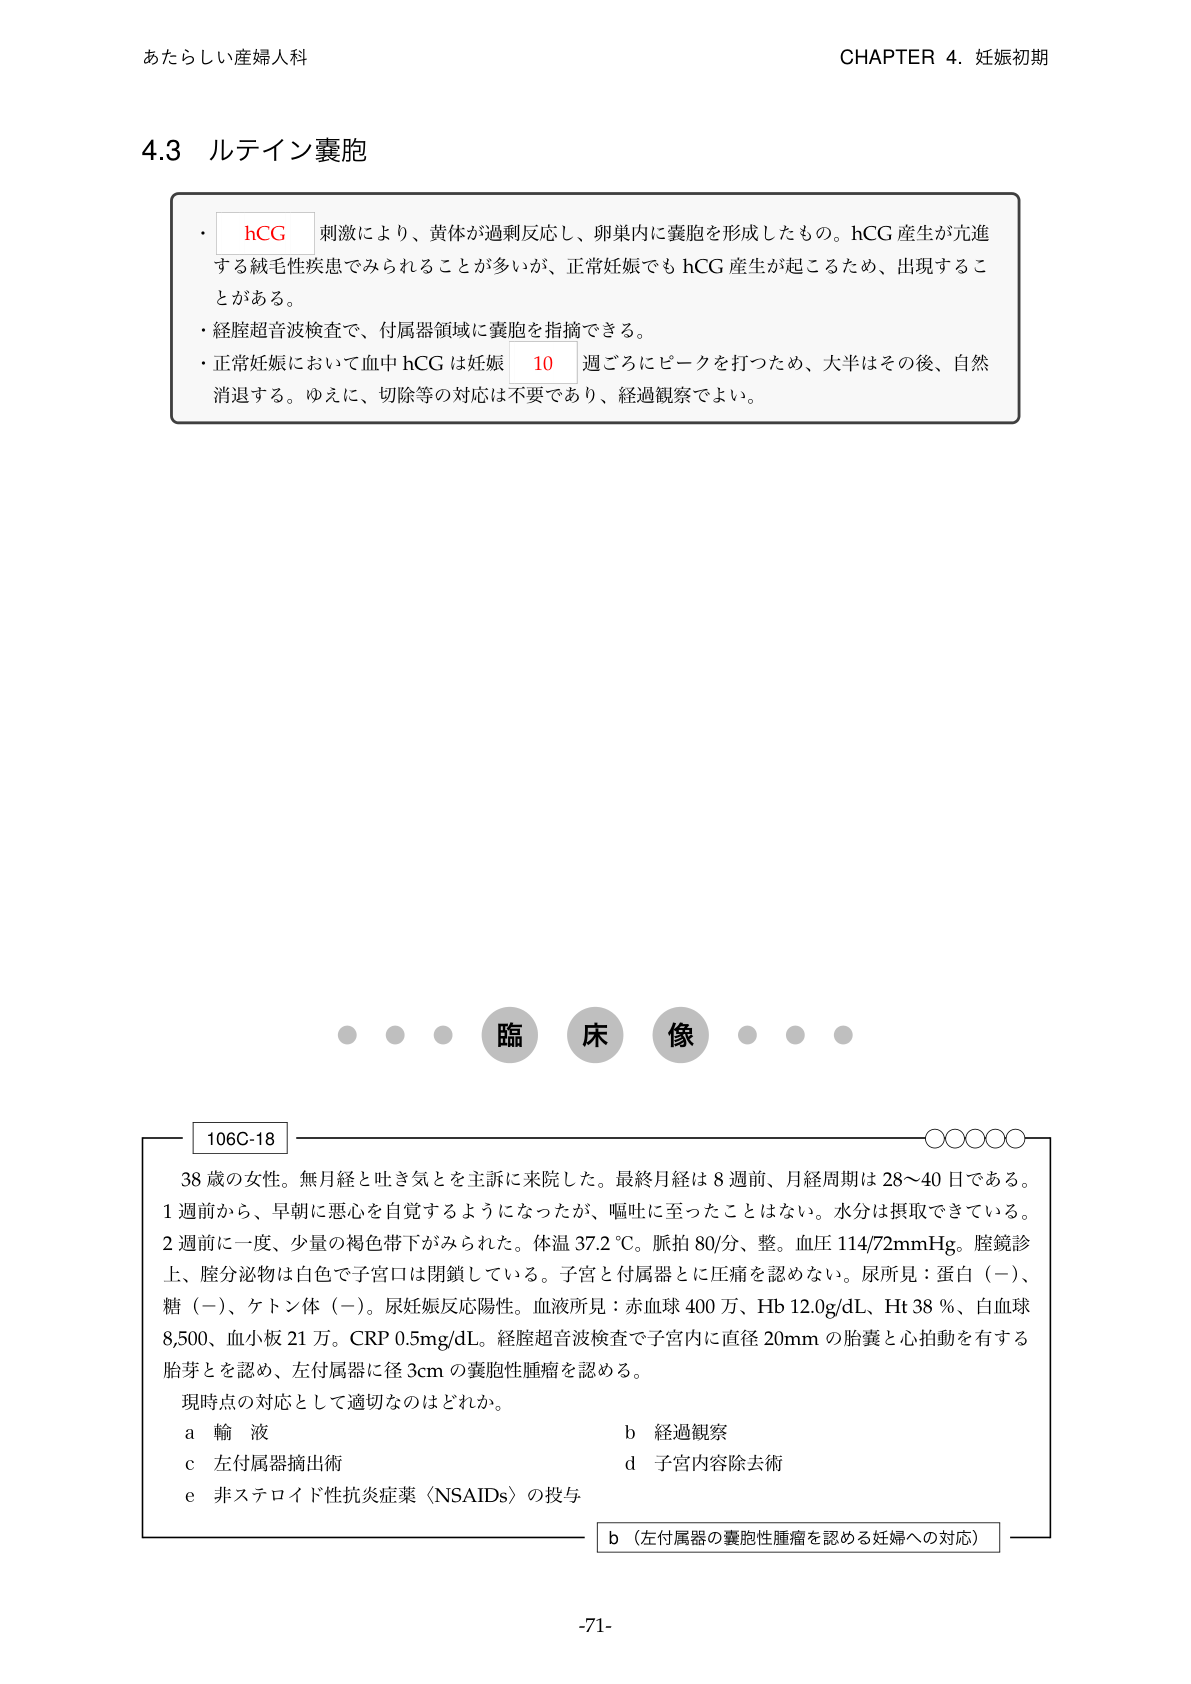 あたらしい産婦人科
CHAPTER 4. 妊娠初期
4.3 ルテイン嚢胞
・ hCG 刺激により、黄体が過剰反応し、卵巣内に嚢胞を形成したもの。hCG 産生が亢進
する絨毛性疾患でみられることが多いが、正常妊娠でも hCG 産生が起こるため、出現するこ
とがある。
・経腟超音波検査で、付属器領域に嚢胞を指摘できる。
・正常妊娠において血中 hCG は妊娠 10 週ごろにピークを打つため、大半はその後、自然
消退する。ゆえに、切除等の対応は不要であり、経過観察でよい。
臨床像
106C-18
38 歳の女性。無月経と吐き気とを主訴に来院した。最終月経は 8 週前、月経周期は 28〜40 日である。
1 週前から、早朝に悪心を自覚するようになったが、嘔吐に至ったことはない。水分は摂取できている。
2 週前に一度、少量の褐色帯下がみられた。体温 37.2 ℃。脈拍 80/分、整。血圧 114/72mmHg。腟鏡診
上、腟分泌物は白色で子宮口は閉鎖している。子宮と付属器とに圧痛を認めない。尿所見：蛋白（−）、
糖（−）、ケトン体（−）。尿妊娠反応陽性。血液所見：赤血球 400 万、Hb 12.0g/dL、Ht 38 %、白血球
8,500、血小板 21 万。CRP 0.5mg/dL。経腟超音波検査で子宮内に直径 20mm の胎嚢と心拍動を有する
胎芽とを認め、左付属器に径 3cm の嚢胞性腫瘤を認める。
現時点の対応として適切なのはどれか。
a 輸　液
b 経過観察
c 左付属器摘出術
d 子宮内容除去術
e 非ステロイド性抗炎症薬〈NSAIDs〉の投与
b （左付属器の嚢胞性腫瘤を認める妊婦への対応）
-71-